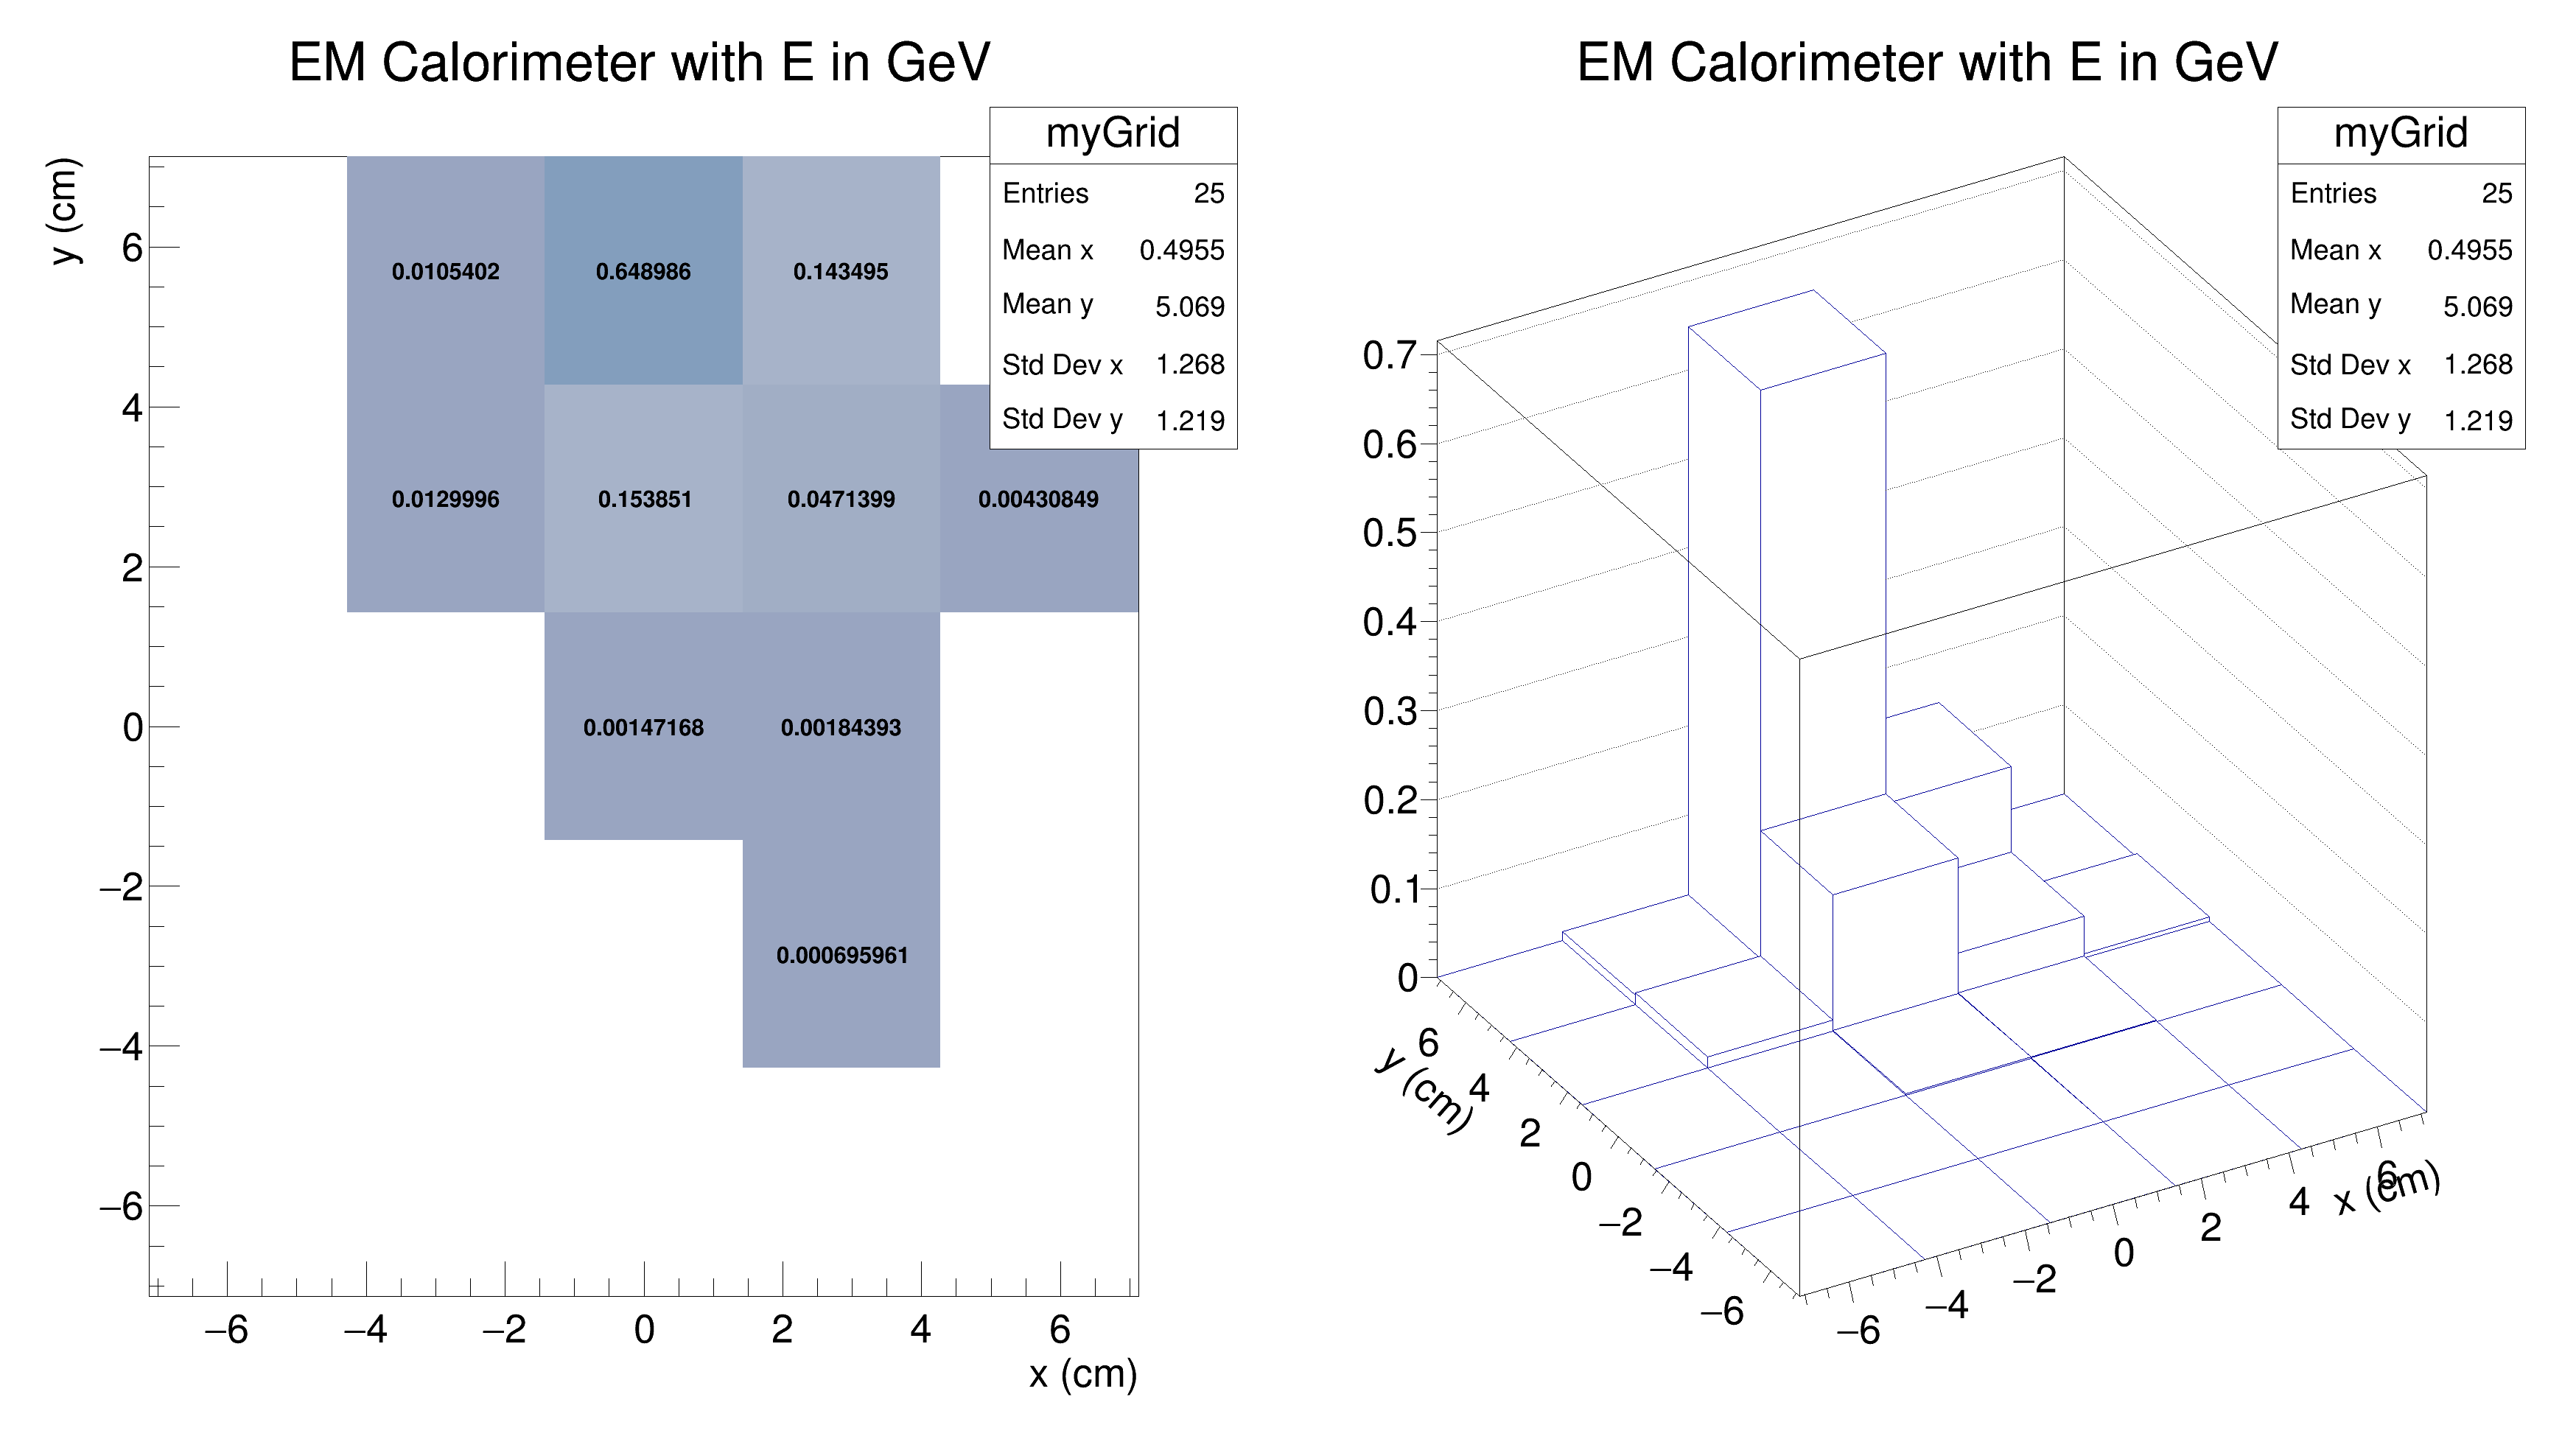 EM Calorimeter with E in GeV
myGrid
Entries 25
Mean x 0.4955
Mean y 5.069
Std Dev x 1.268
Std Dev y 1.219
y (cm)
6
4
2
0
−2
−4
−6
0.0105402 0.648986 0.143495
0.0129996 0.153851 0.0471399 0.00430849
0.00147168 0.00184393
0.000695961
−6 −4 −2 0 2 4 6
x (cm)
EM Calorimeter with E in GeV
myGrid
Entries 25
Mean x 0.4955
Mean y 5.069
Std Dev x 1.268
Std Dev y 1.219
0.7
0.6
0.5
0.4
0.3
0.2
0.1
0
y (cm)
6
4
2
0
−2
−4
−6
−6
−4
−2
0
2
4
6
x (cm)